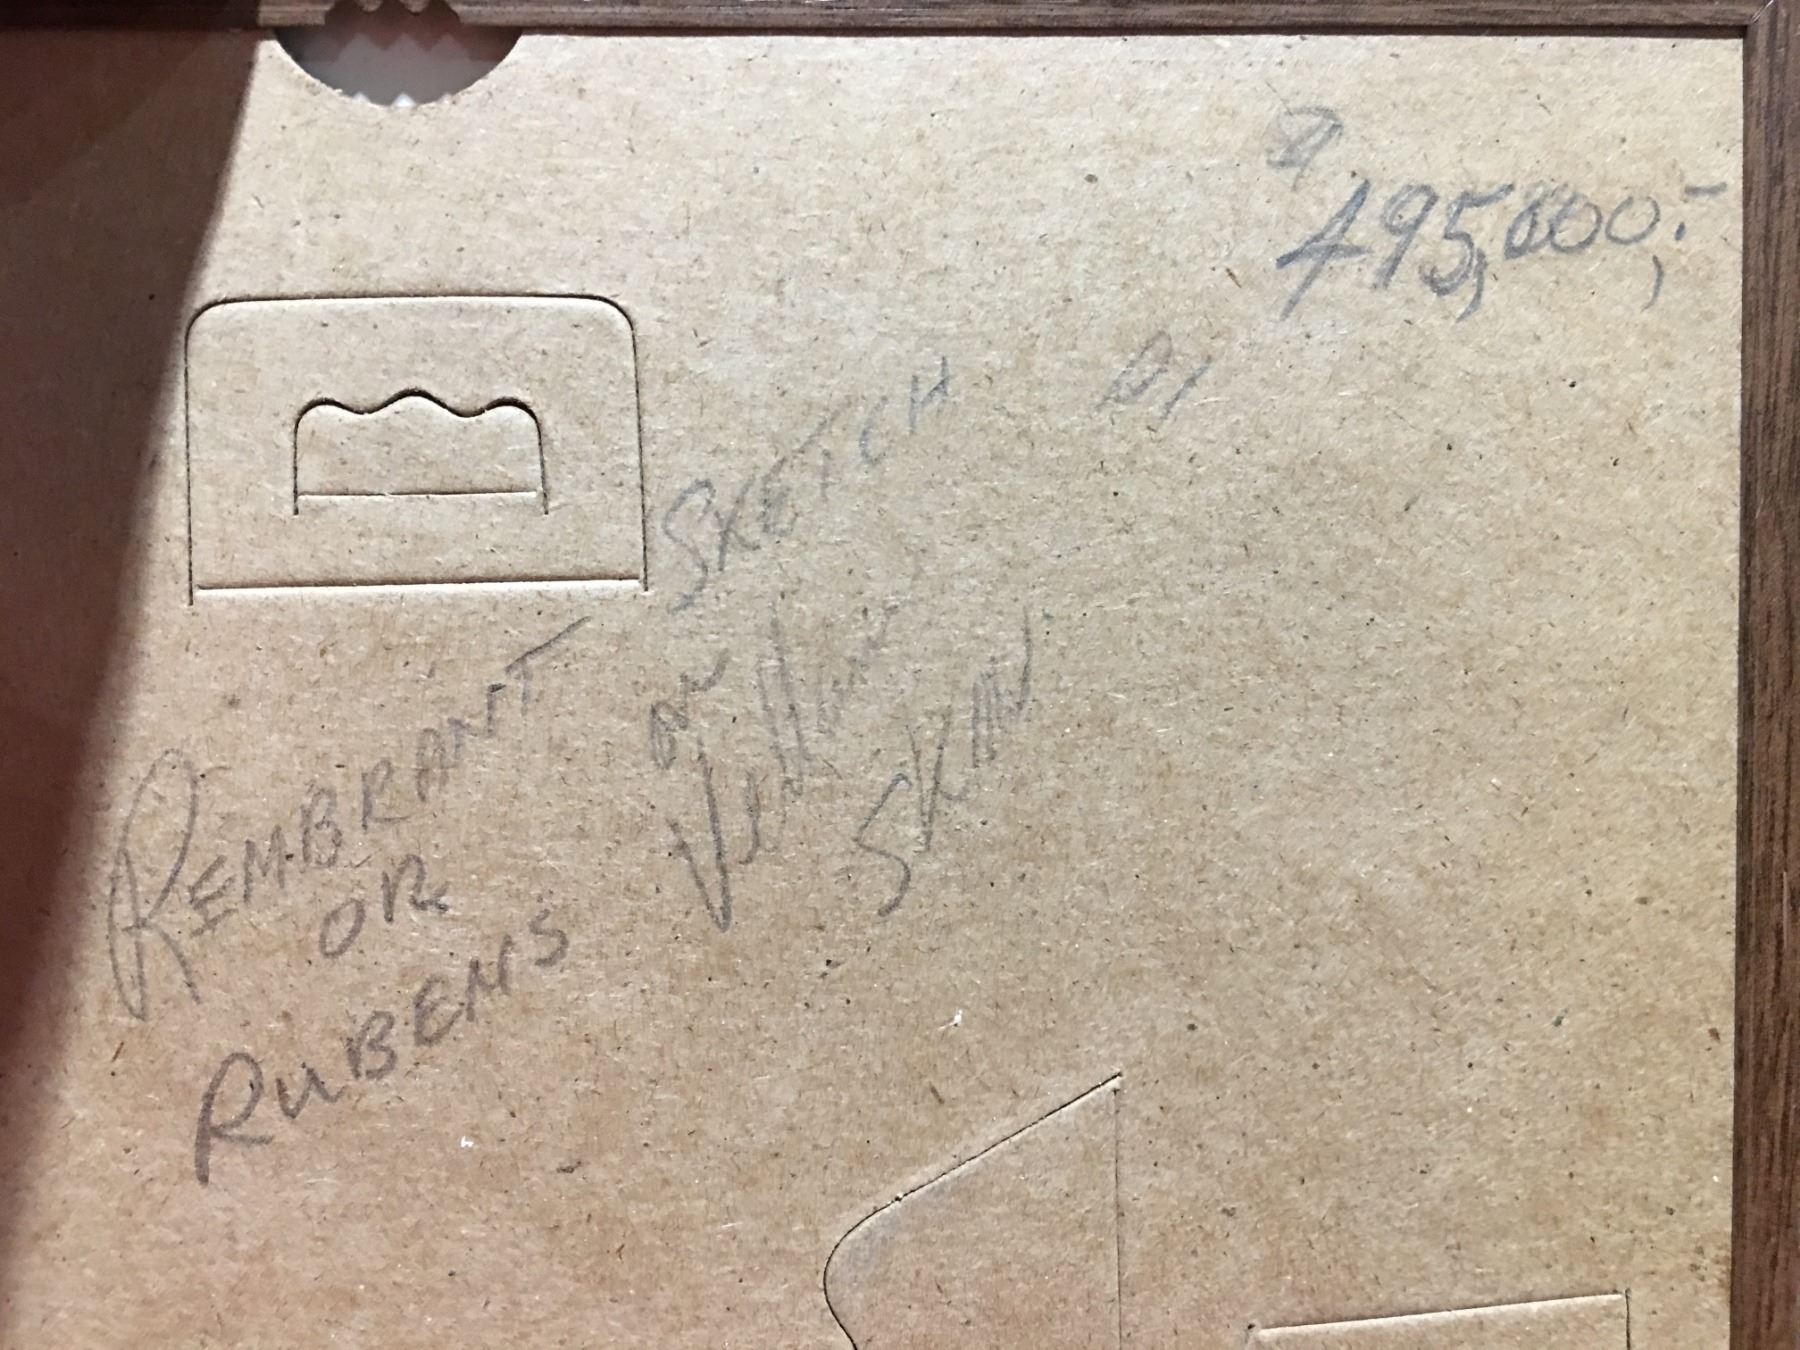 495,000,-
SKETCH
REMBRANT
ON
Vellum
SKIN
OR
RUBENS